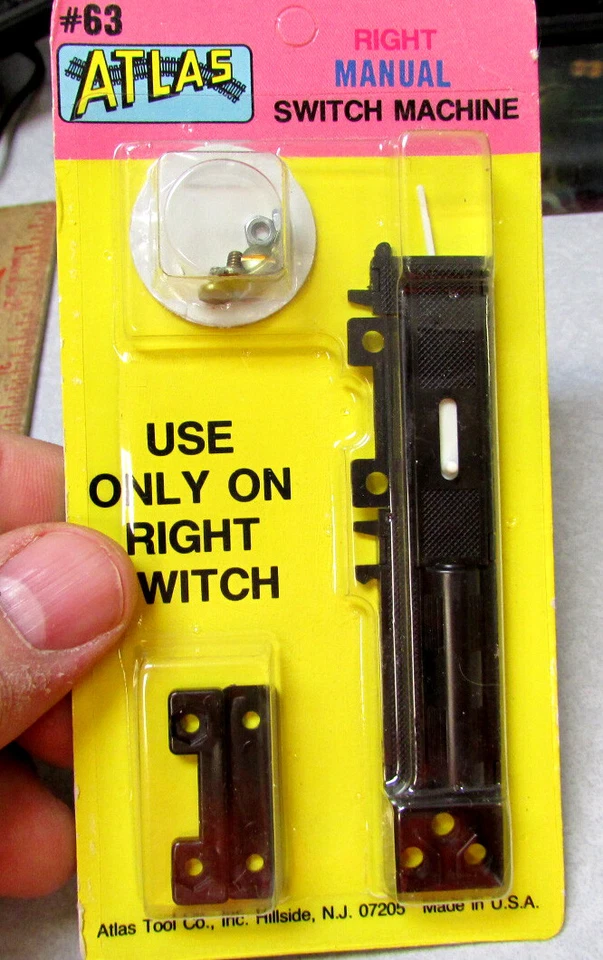 #63
ATLAS
RIGHT
MANUAL
SWITCH MACHINE
USE
ONLY ON
RIGHT
WITCH
Atlas Tool Co., Inc. Hillside, N.J. 07205 Made in U.S.A.